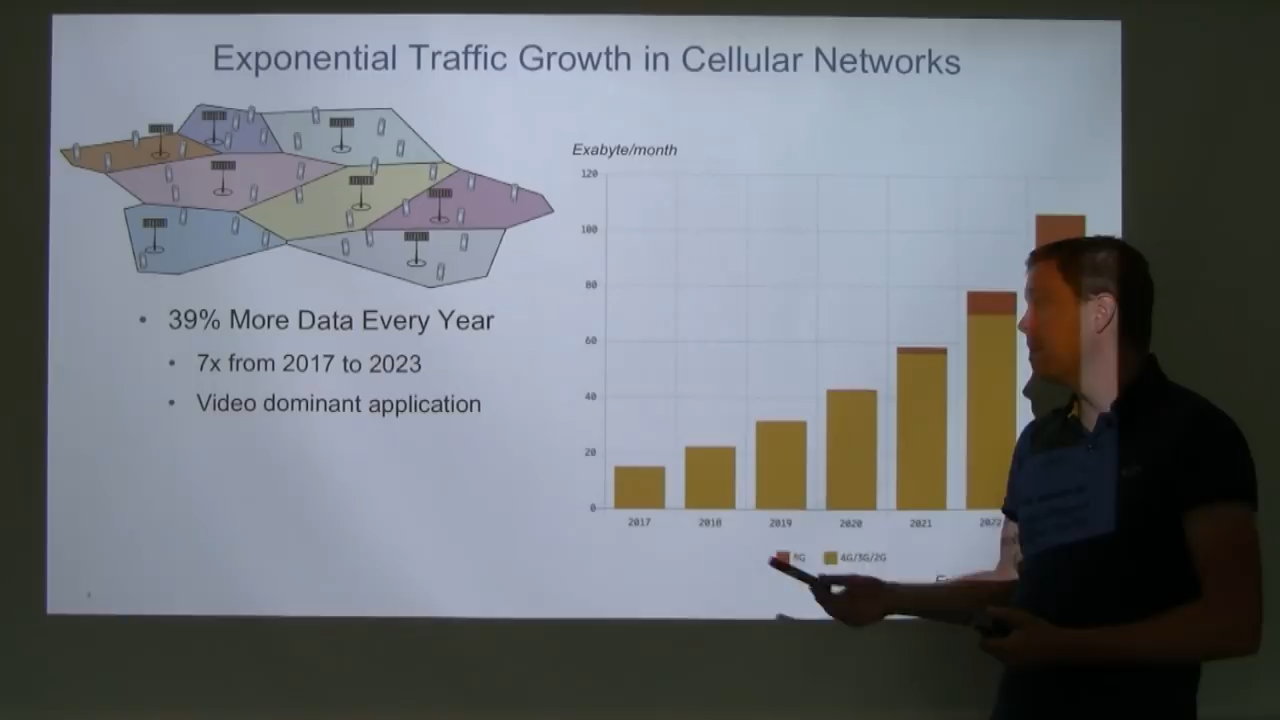 Exponential Traffic Growth in Cellular Networks
39% More Data Every Year
7x from 2017 to 2023
Video dominant application
Exabyte/month
120
100
80
60
40
20
0
2017 2018 2019 2020 2021 2022
5G 4G/3G/2G